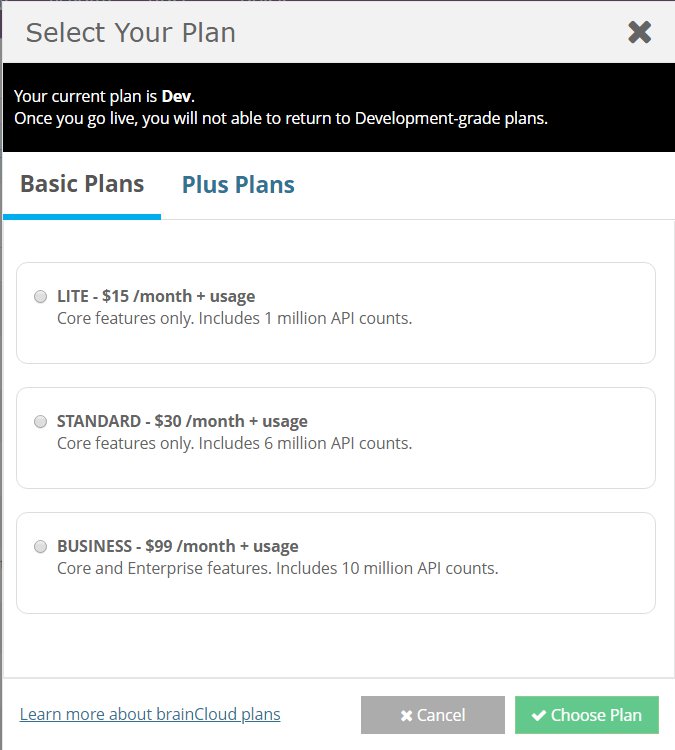 Select Your Plan
Your current plan is Dev.
Once you go live, you will not able to return to Development-grade plans.
Basic Plans Plus Plans
LITE - $15 /month + usage
Core features only. Includes 1 million API counts.
STANDARD - $30 /month + usage
Core features only. Includes 6 million API counts.
BUSINESS - $99 /month + usage
Core and Enterprise features. Includes 10 million API counts.
Learn more about brainCloud plans Cancel Choose Plan